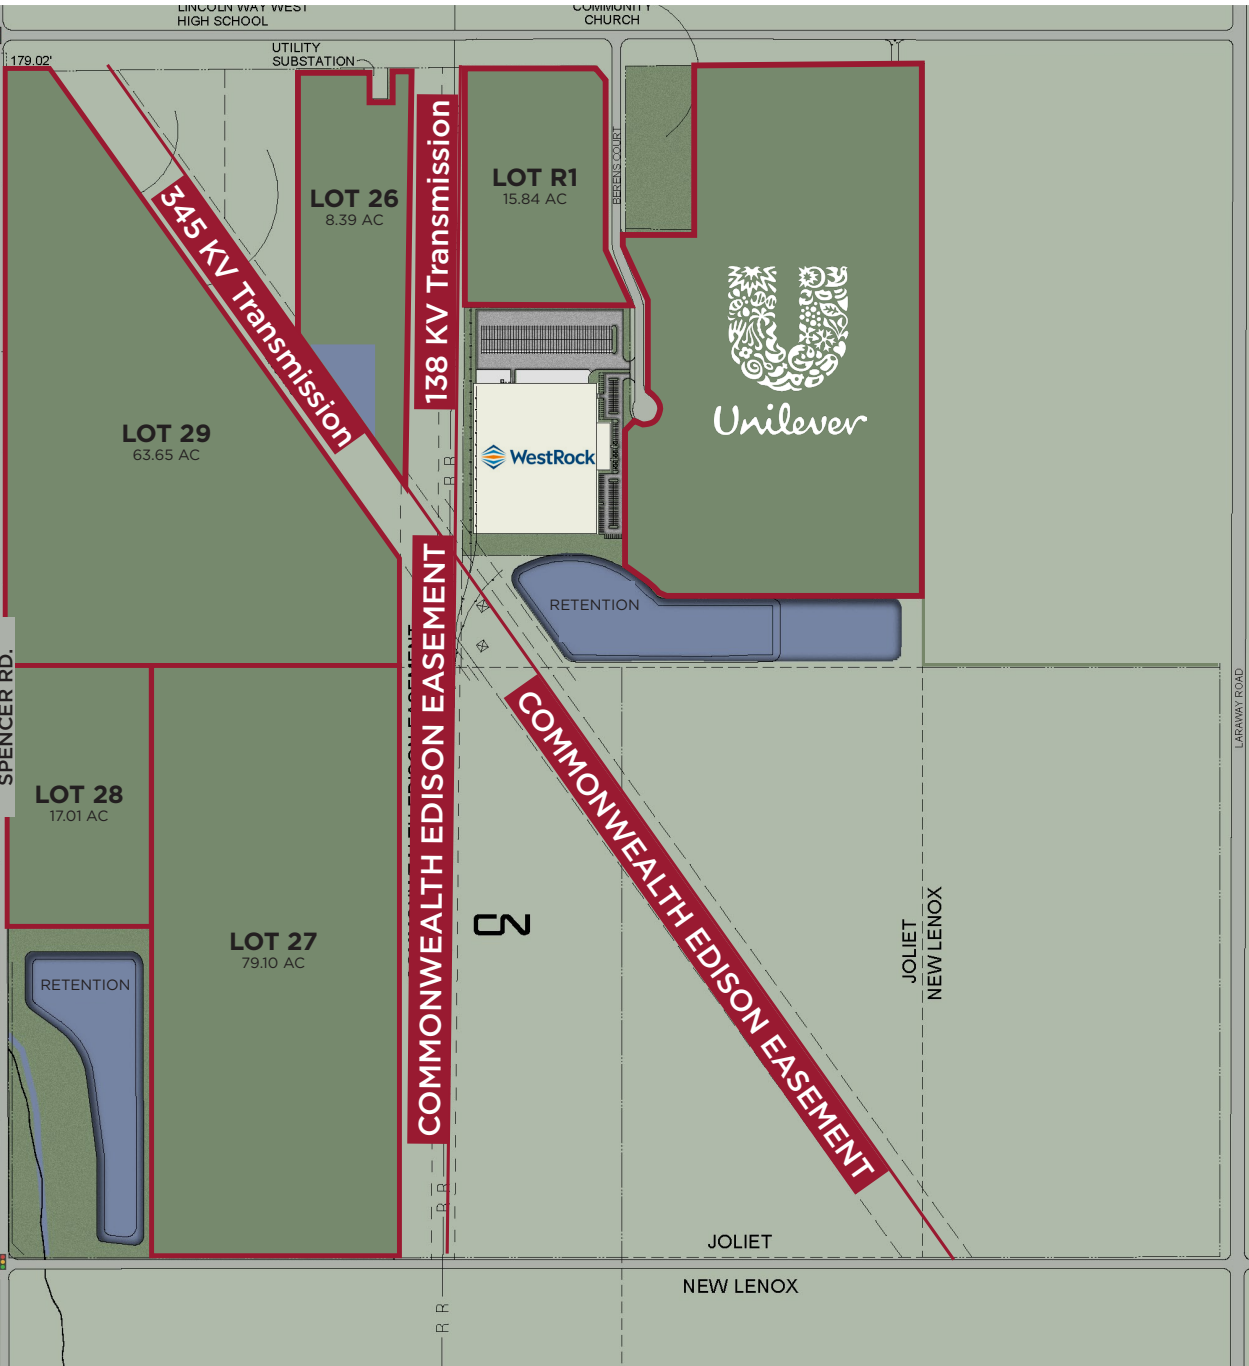 LINCOLN WAY WEST
HIGH SCHOOL
COMMUNITY
CHURCH
UTILITY
SUBSTATION
179.02'
LOT 26
8.39 AC
138 KV Transmission
LOT R1
15.84 AC
BERENS COURT
345 KV Transmission
Unilever
LOT 29
63.65 AC
WestRock
R R
RETENTION
COMMONWEALTH EDISON EASEMENT
SPENCER RD.
LARAWAY ROAD
COMMONWEALTH EDISON EASEMENT
LOT 28
17.01 AC
LOT 27
79.10 AC
JOLIET
NEW LENOX
RETENTION
R R
JOLIET
NEW LENOX
R R